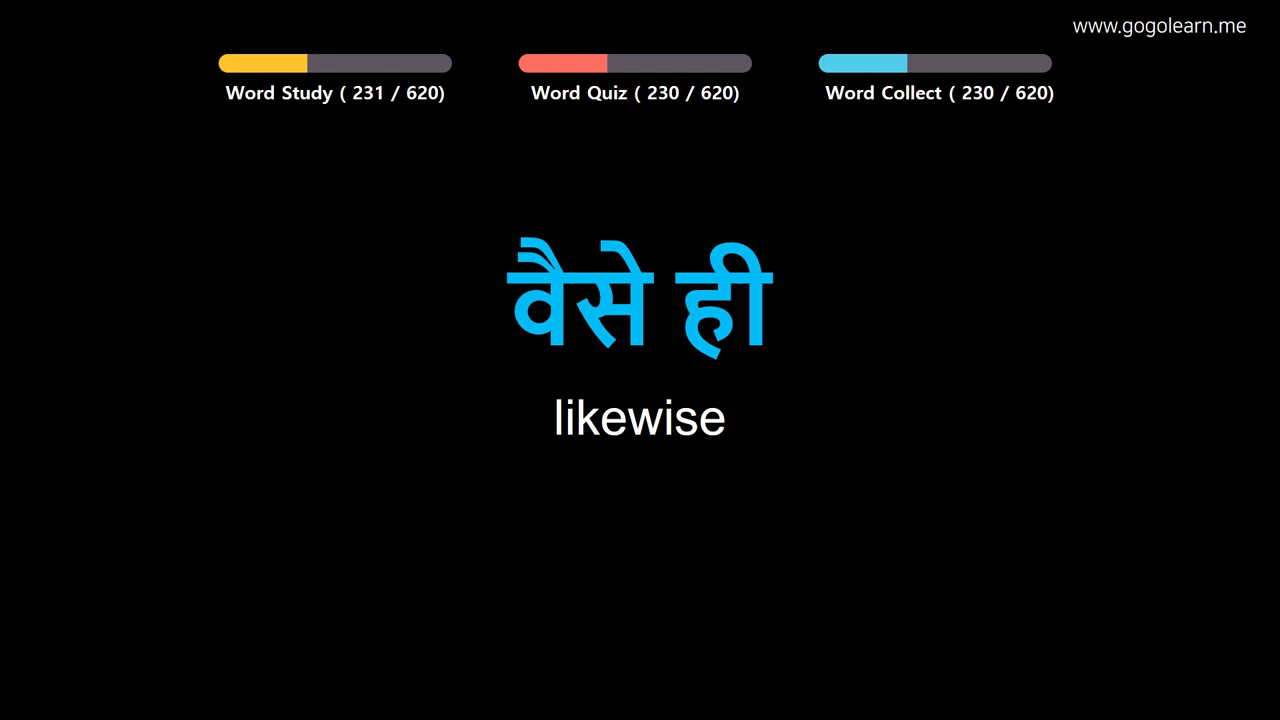 www.gogolearn.me
Word Study ( 231 / 620)
Word Quiz ( 230 / 620)
Word Collect ( 230 / 620)
वैसे ही
likewise